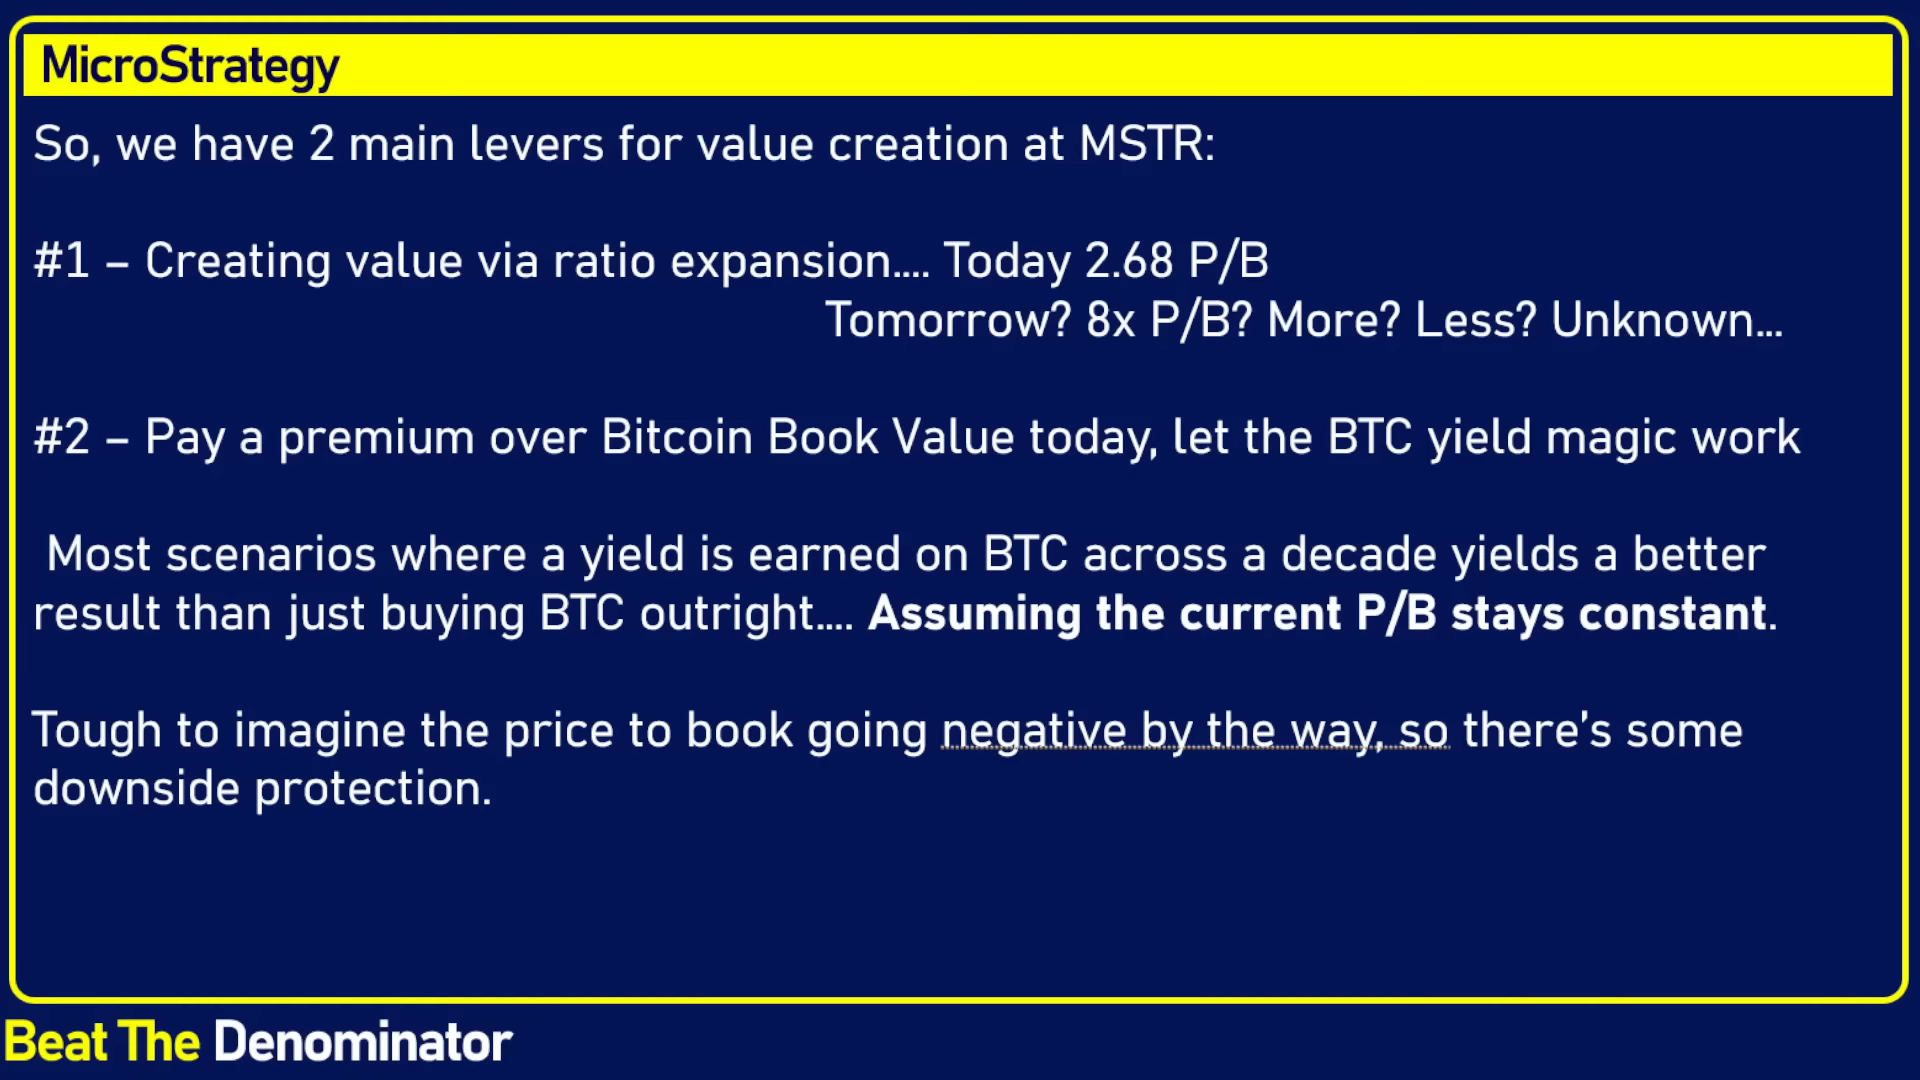 MicroStrategy
So, we have 2 main levers for value creation at MSTR:
#1 – Creating value via ratio expansion.... Today 2.68 P/B
Tomorrow? 8x P/B? More? Less? Unknown...
#2 – Pay a premium over Bitcoin Book Value today, let the BTC yield magic work
Most scenarios where a yield is earned on BTC across a decade yields a better
result than just buying BTC outright.... Assuming the current P/B stays constant.
Tough to imagine the price to book going negative by the way, so there's some
downside protection.
Beat The Denominator